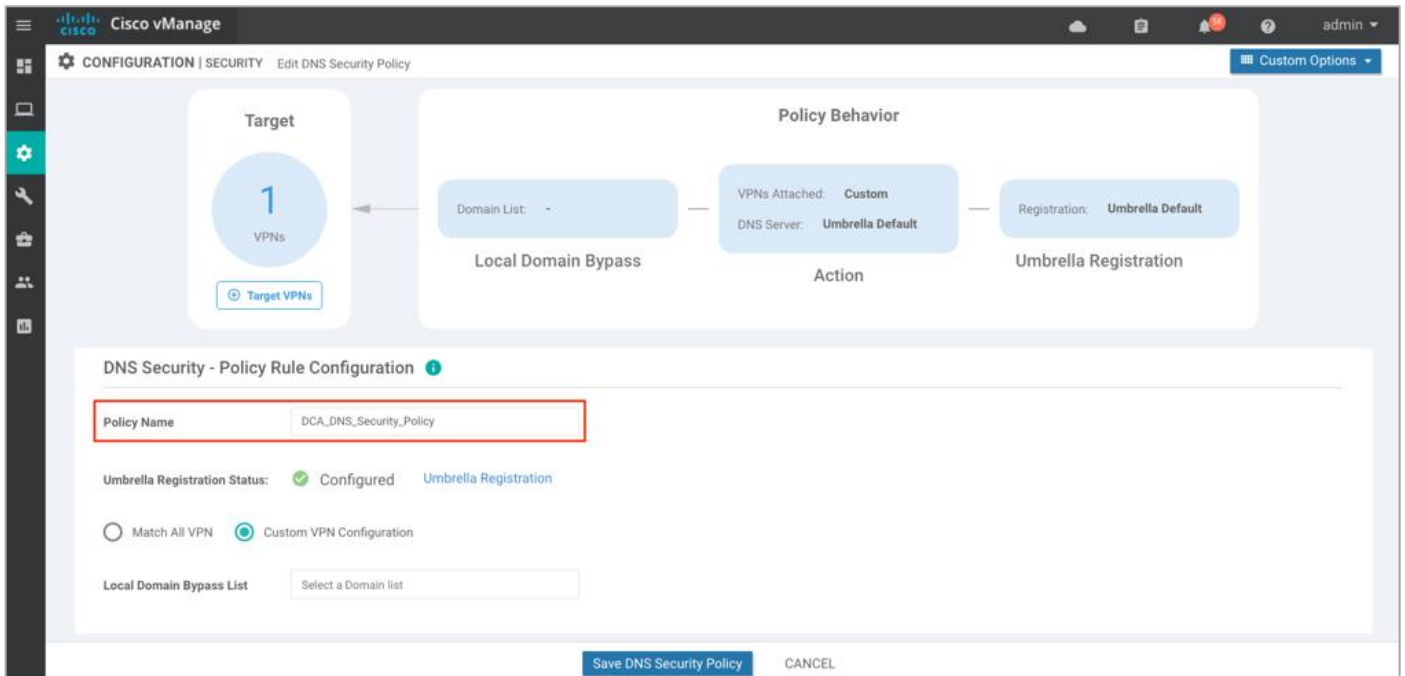 cisco Cisco vManage
58
admin
CONFIGURATION | SECURITY Edit DNS Security Policy
Custom Options
Target
Policy Behavior
1
VPNs
Target VPNs
Domain List: -
Local Domain Bypass
VPNs Attached: Custom
DNS Server: Umbrella Default
Action
Registration: Umbrella Default
Umbrella Registration
DNS Security - Policy Rule Configuration
Policy Name DCA_DNS_Security_Policy
Umbrella Registration Status: Configured Umbrella Registration
Match All VPN Custom VPN Configuration
Local Domain Bypass List Select a Domain list
Save DNS Security Policy CANCEL